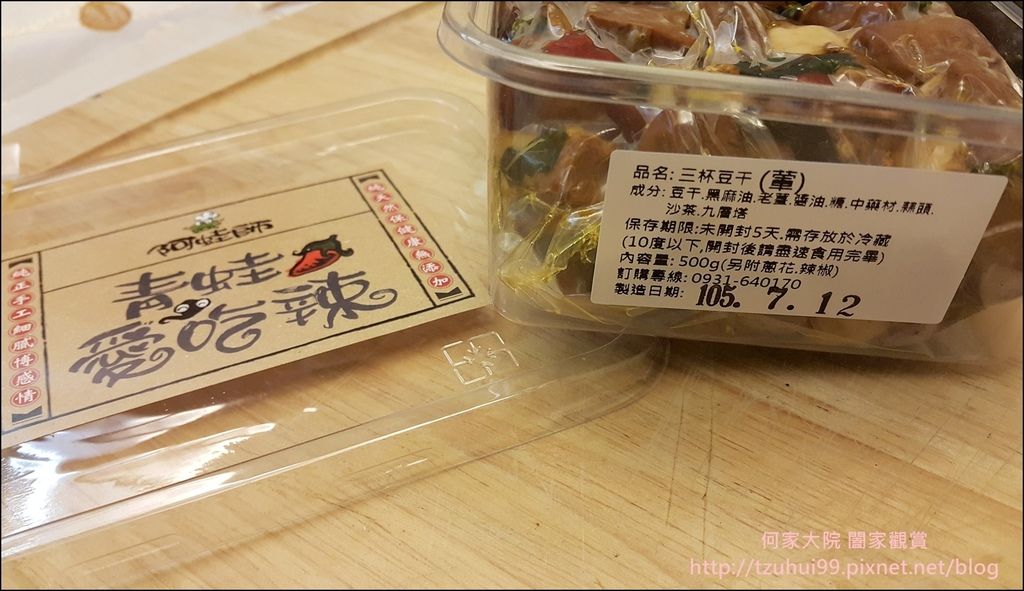 阿蛙師
青蛙
愛吃辣
純天然保健康無添加
純正手工細膩博感情
品名: 三杯豆干(葷)
成分: 豆干.黑麻油.老薑.醬油.糖.中藥材.蒜頭.
沙茶.九層塔
保存期限:未開封5天.需存放於冷藏
(10度以下,開封後請盡速食用完畢)
內容量: 500g(另附蔥花.辣椒)
訂購專線: 0931-640170
製造日期: 105. 7. 12
何家大院 闔家觀賞
http://tzuhui99.pixnet.net/blog